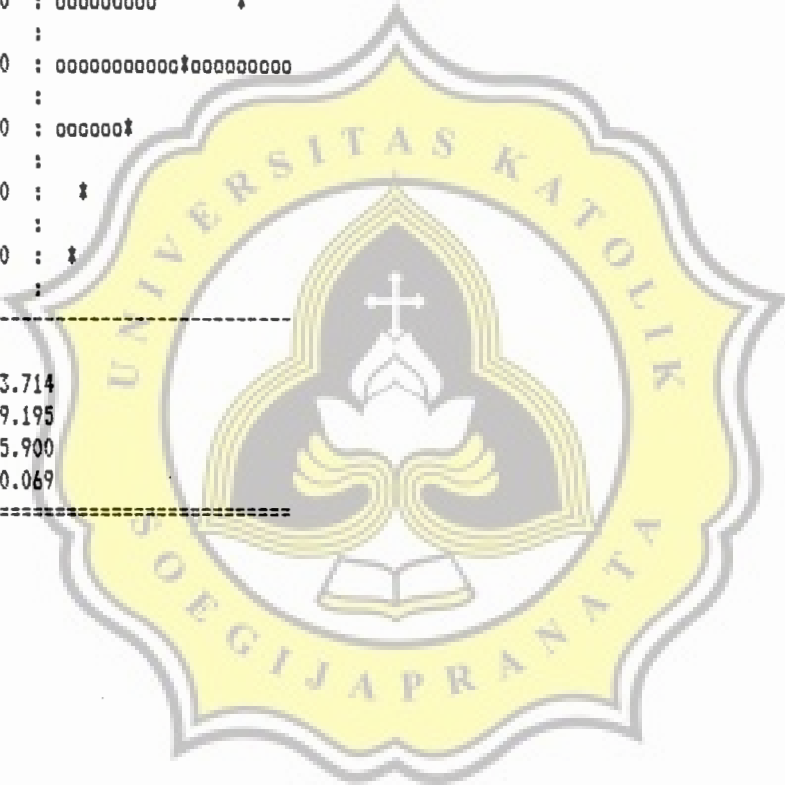 0 : ooooooooo *
:
0 : ooooooooooo*ooooooooo
:
0 : oooooo*
:
0 : *
:
0 : *
:
---------------------------------
3.714
9.195
5.900
0.069
=================================
UNIVERSITAS KATOLIK
SOEGIJAPRANATA